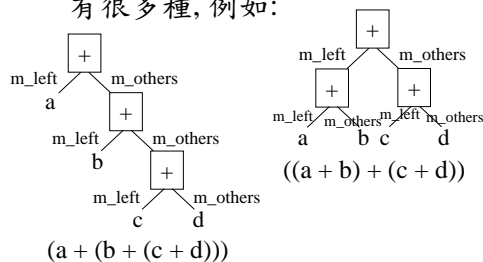 有很多種, 例如:
+
m_left m_others
a
+
m_left m_others
b
+
m_left m_others
c d
(a + (b + (c + d)))
+
m_left m_others
+ +
m_left m_others m_left m_others
a b c d
((a + b) + (c + d))